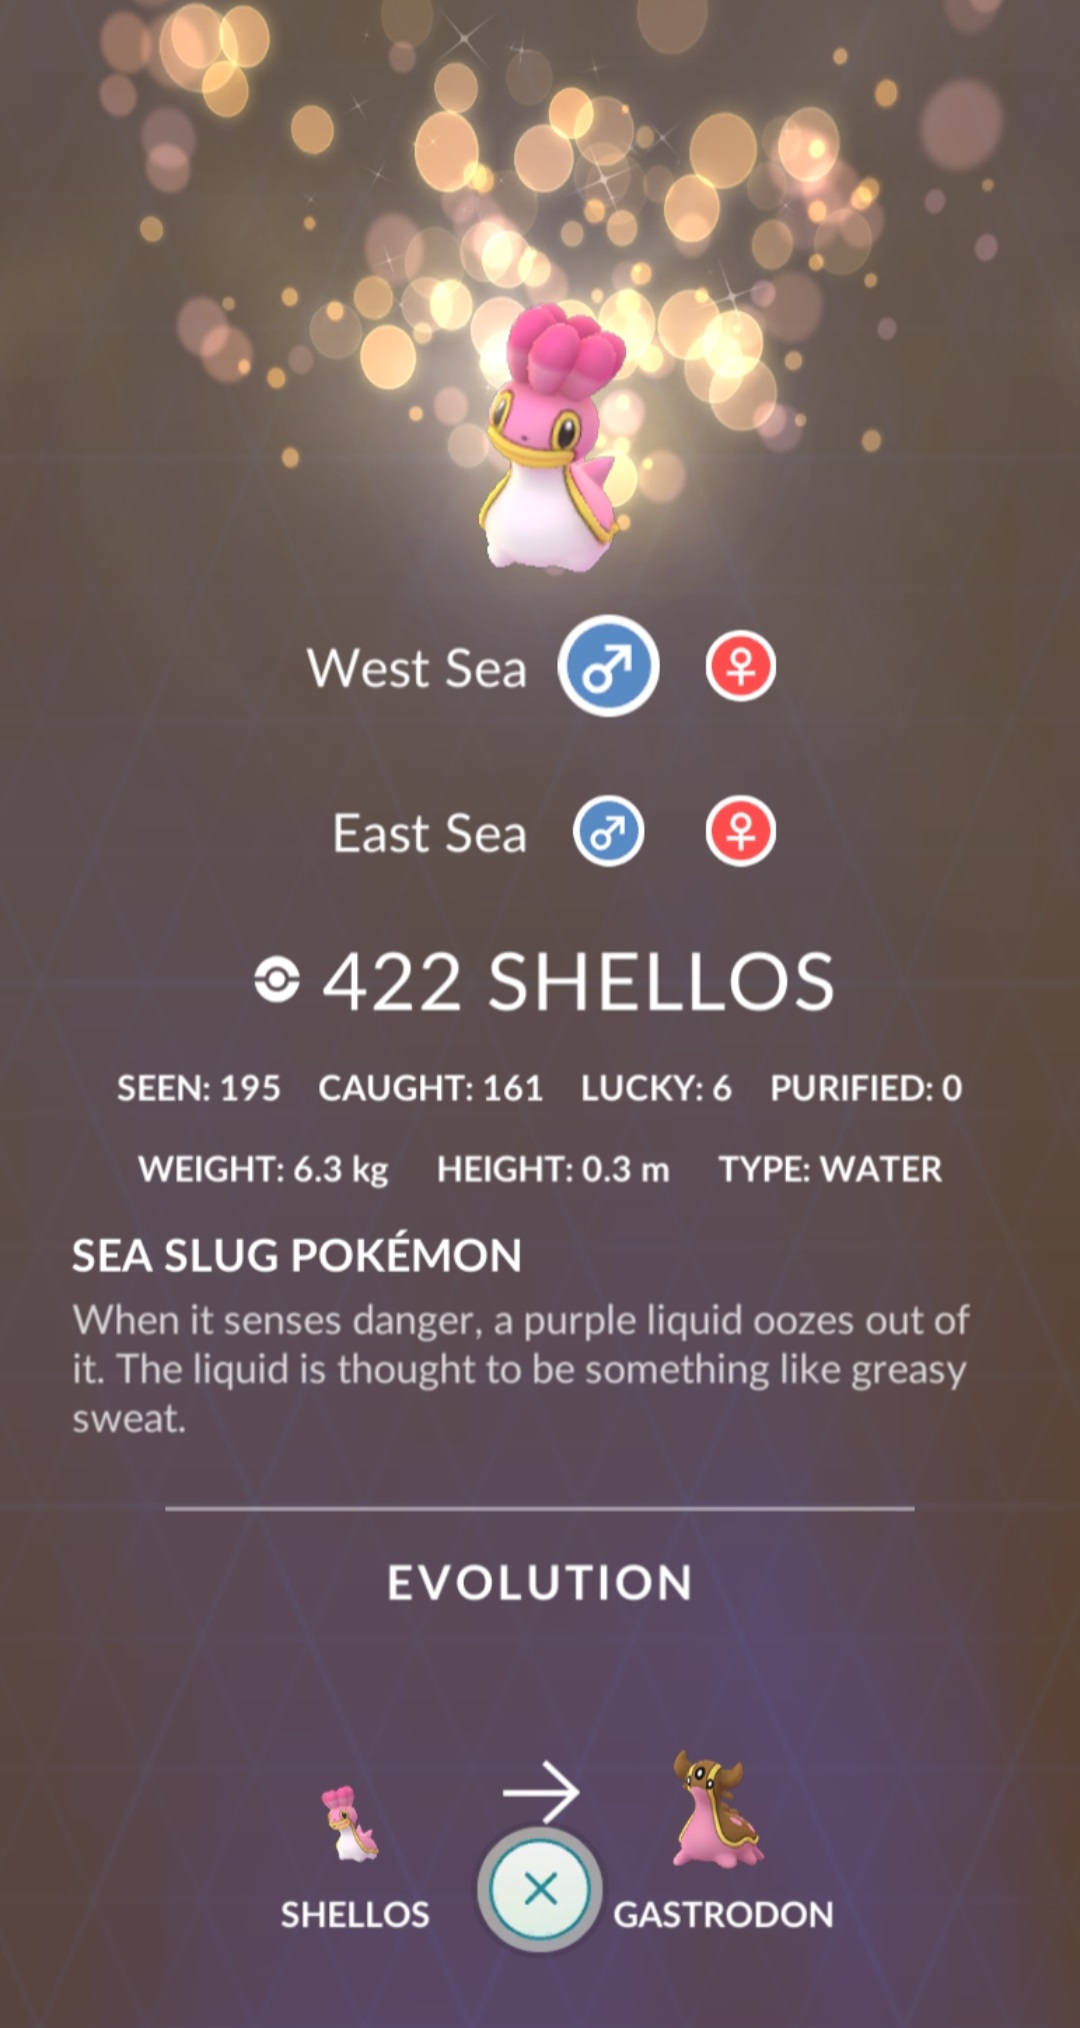 West Sea
East Sea
422 SHELLOS
SEEN: 195 CAUGHT: 161 LUCKY: 6 PURIFIED: 0
WEIGHT: 6.3 kg HEIGHT: 0.3 m TYPE: WATER
SEA SLUG POKÉMON
When it senses danger, a purple liquid oozes out of
it. The liquid is thought to be something like greasy
sweat.
EVOLUTION
SHELLOS GASTRODON